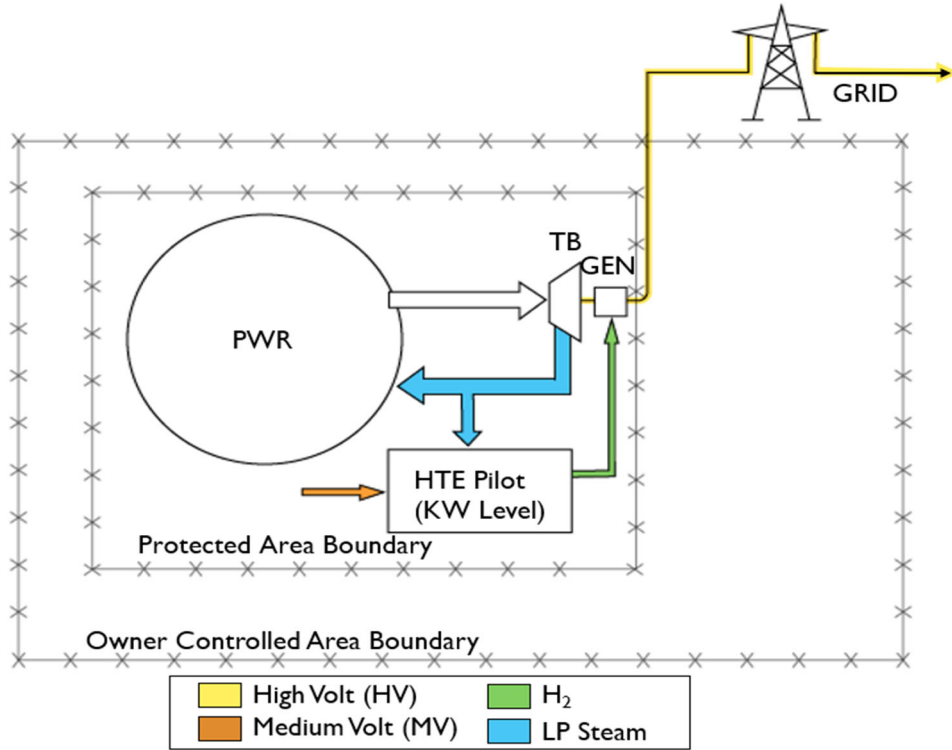 GRID
TB
GEN
PWR
HTE Pilot
(KW Level)
Protected Area Boundary
Owner Controlled Area Boundary
High Volt (HV)
H₂
Medium Volt (MV)
LP Steam